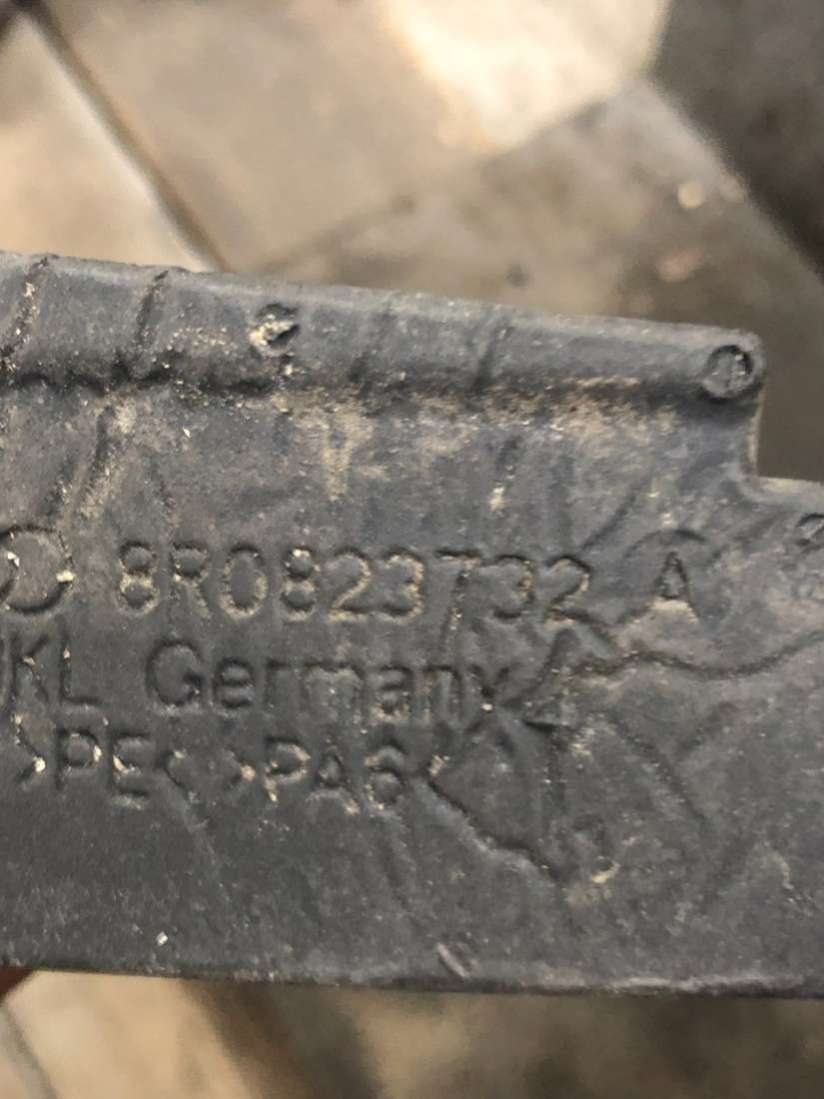 8R0823732 A
KL Germany
>PE< >PA6<